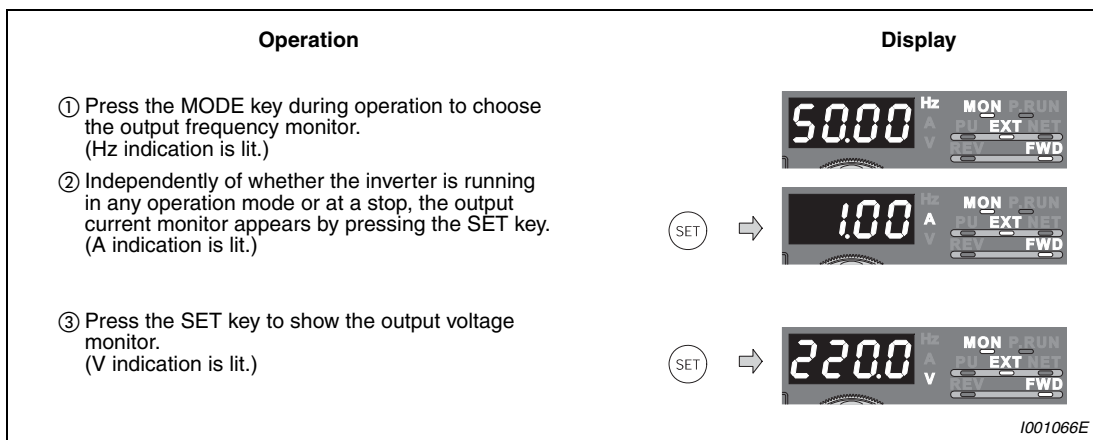 Operation
Display
① Press the MODE key during operation to choose
the output frequency monitor.
(Hz indication is lit.)
50.00 Hz MON P.RUN
A PU EXT NET
V REV FWD
② Independently of whether the inverter is running
in any operation mode or at a stop, the output
current monitor appears by pressing the SET key.
(A indication is lit.)
SET
1.00 Hz MON P.RUN
A PU EXT NET
V REV FWD
③ Press the SET key to show the output voltage
monitor.
(V indication is lit.)
SET
220.0 Hz MON P.RUN
A PU EXT NET
V REV FWD
I001066E